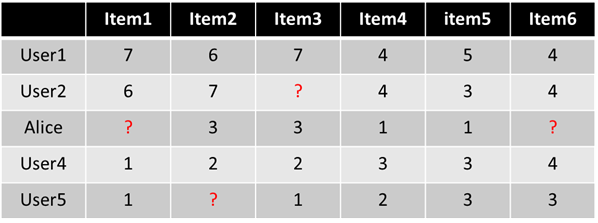 Item1 Item2 Item3 Item4 item5 Item6
User1 7 6 7 4 5 4
User2 6 7 ? 4 3 4
Alice ? 3 3 1 1 ?
User4 1 2 2 3 3 4
User5 1 ? 1 2 3 3